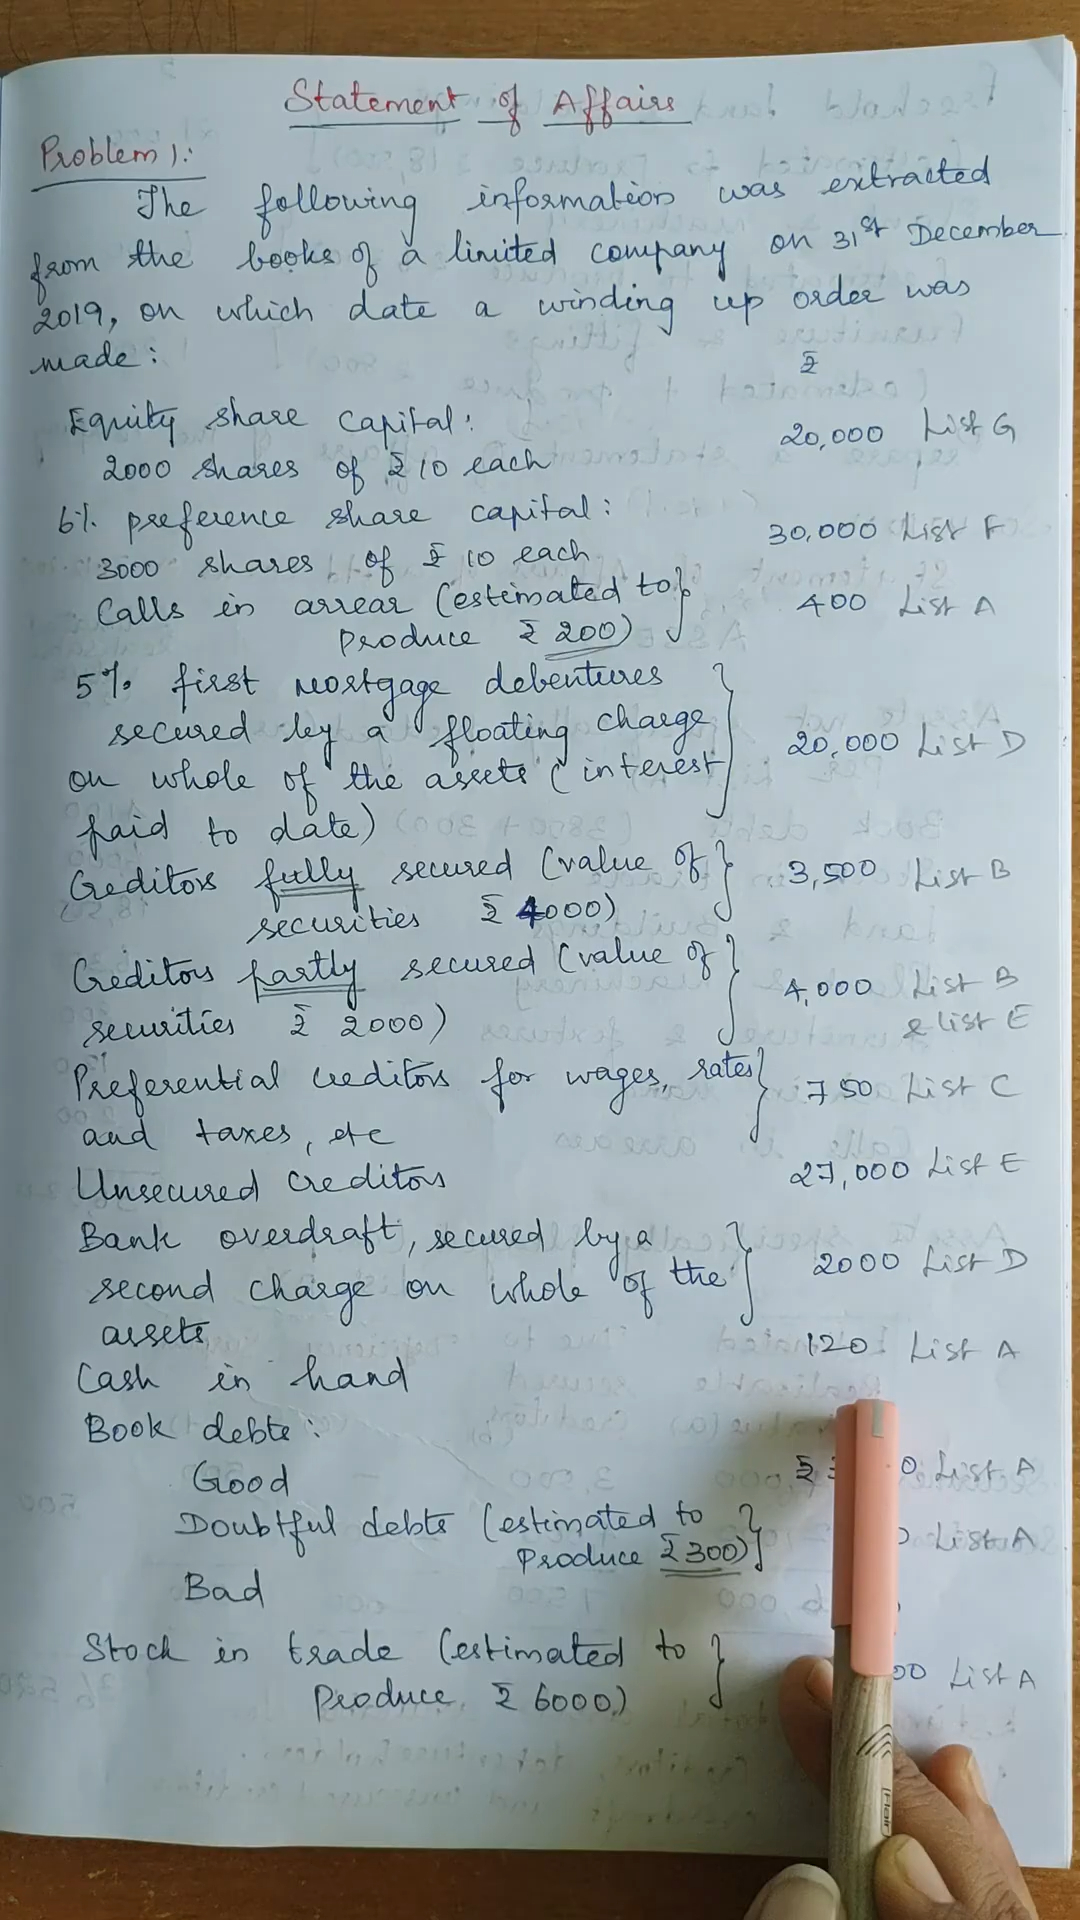 Statement of Affairs
Problem 1:
The following information was extracted
from the books of a limited company on 31st December
2019, on which date a winding up order was
made:
₹
Equity share capital:
2000 shares of ₹ 10 each 20,000 List G
6% preference share capital:
3000 shares of ₹ 10 each 30,000 List F
Calls in arrear (estimated to
Produce ₹ 200) 400 List A
5% first mortgage debentures
secured by a floating charge
on whole of the assets (interest 20,000 List D
paid to date)
Creditors fully secured (value of 3,500 List B
securities ₹ 4000)
Creditors partly secured (value of 4,000 List B
securities ₹ 2000) & List E
Preferential creditors for wages, rates 750 List C
and taxes, etc
Unsecured creditors 27,000 List E
Bank overdraft, secured by a
second charge on whole of the 2000 List D
assets
Cash in hand 120 List A
Book debts:
Good ₹ 0 List A
Doubtful debts (estimated to List A
Produce ₹ 300)
Bad
Stock in trade (estimated to 00 List A
Produce ₹ 6000)
Flair